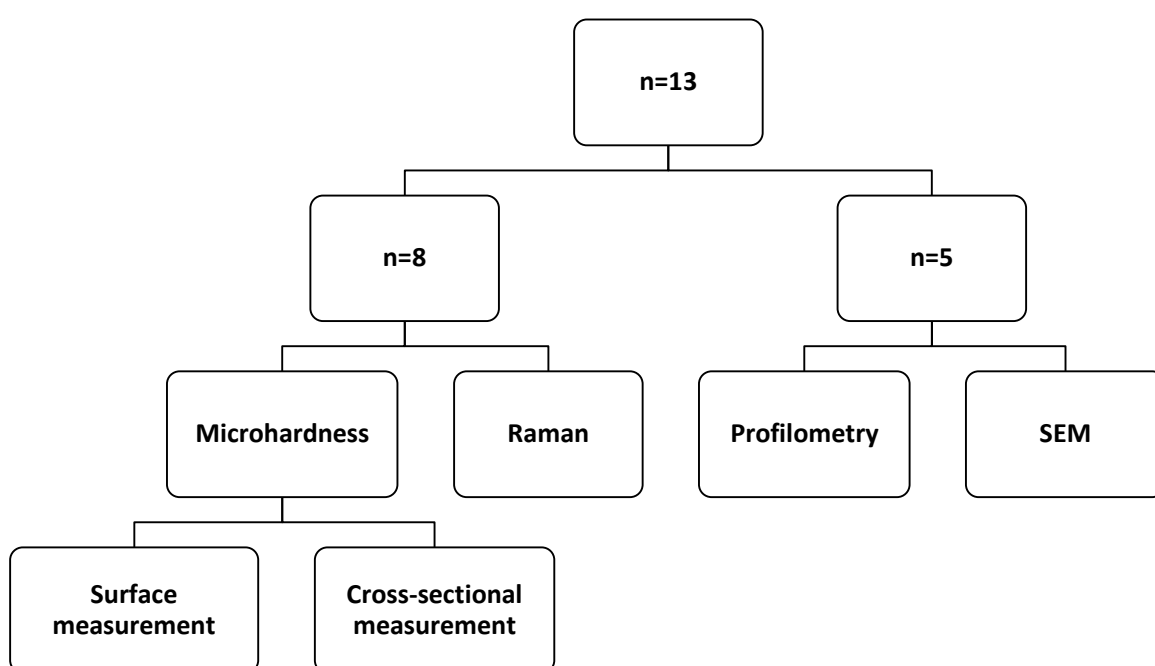 n=13
n=8
n=5
Microhardness
Raman
Profilometry
SEM
Surface
measurement
Cross-sectional
measurement